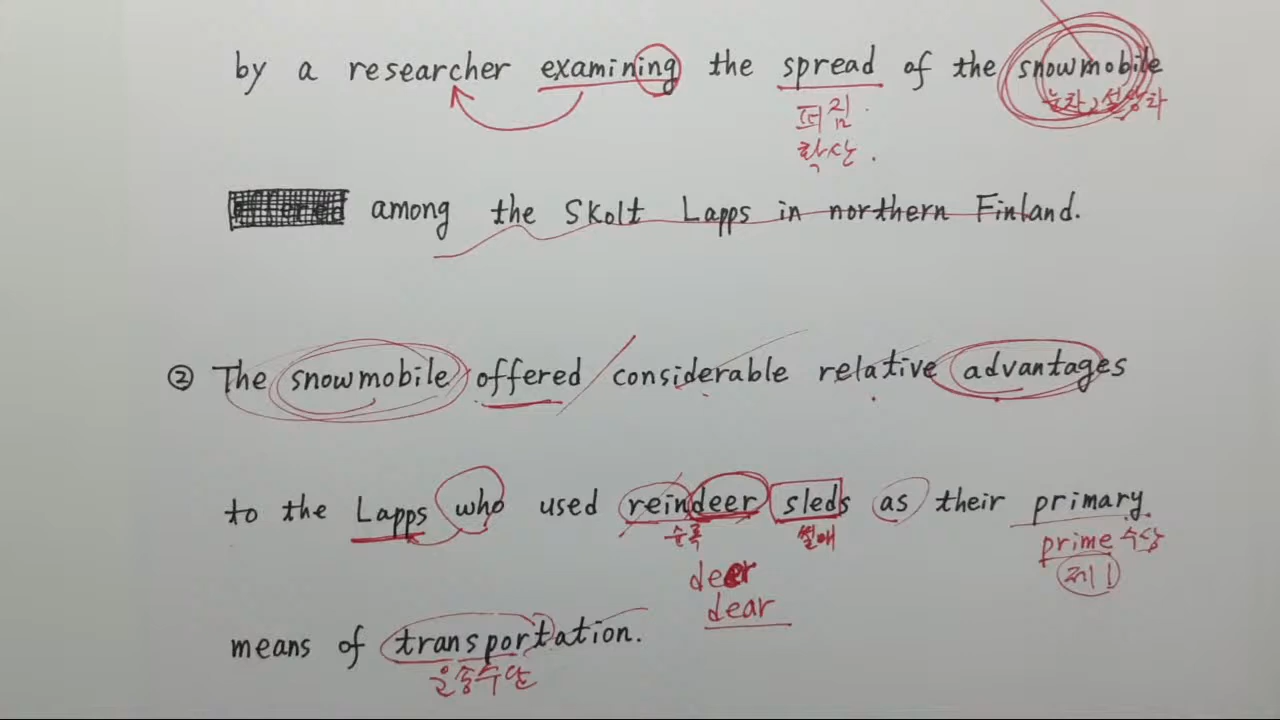 by a researcher examining the spread of the snowmobile
퍼짐
확산
among the Skolt Lapps in northern Finland.
② The snowmobile offered considerable relative advantages
to the Lapps who used reindeer sleds as their primary
순록 썰매 prime 수상
deer 제1
dear
means of transportation.
운송수단